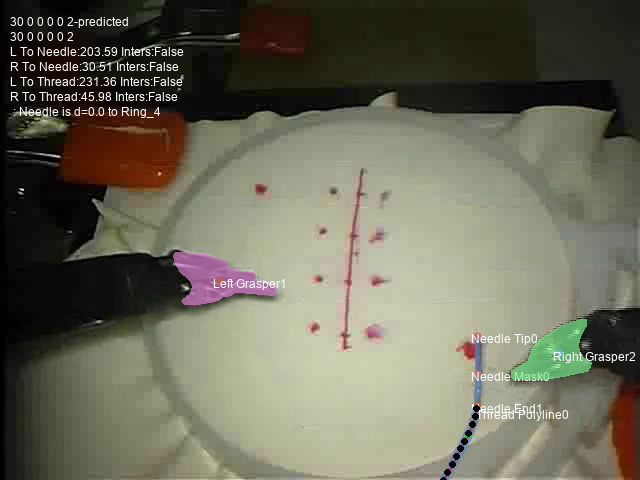 30 0 0 0 0 2-predicted
30 0 0 0 0 2
L To Needle:203.59 Inters:False
R To Needle:30.51 Inters:False
L To Thread:231.36 Inters:False
R To Thread:45.98 Inters:False
: Needle is d=0.0 to Ring_4
Left Grasper1
Needle Tip0
Right Grasper2
Needle Mask0
Needle End1
Thread Polyline0